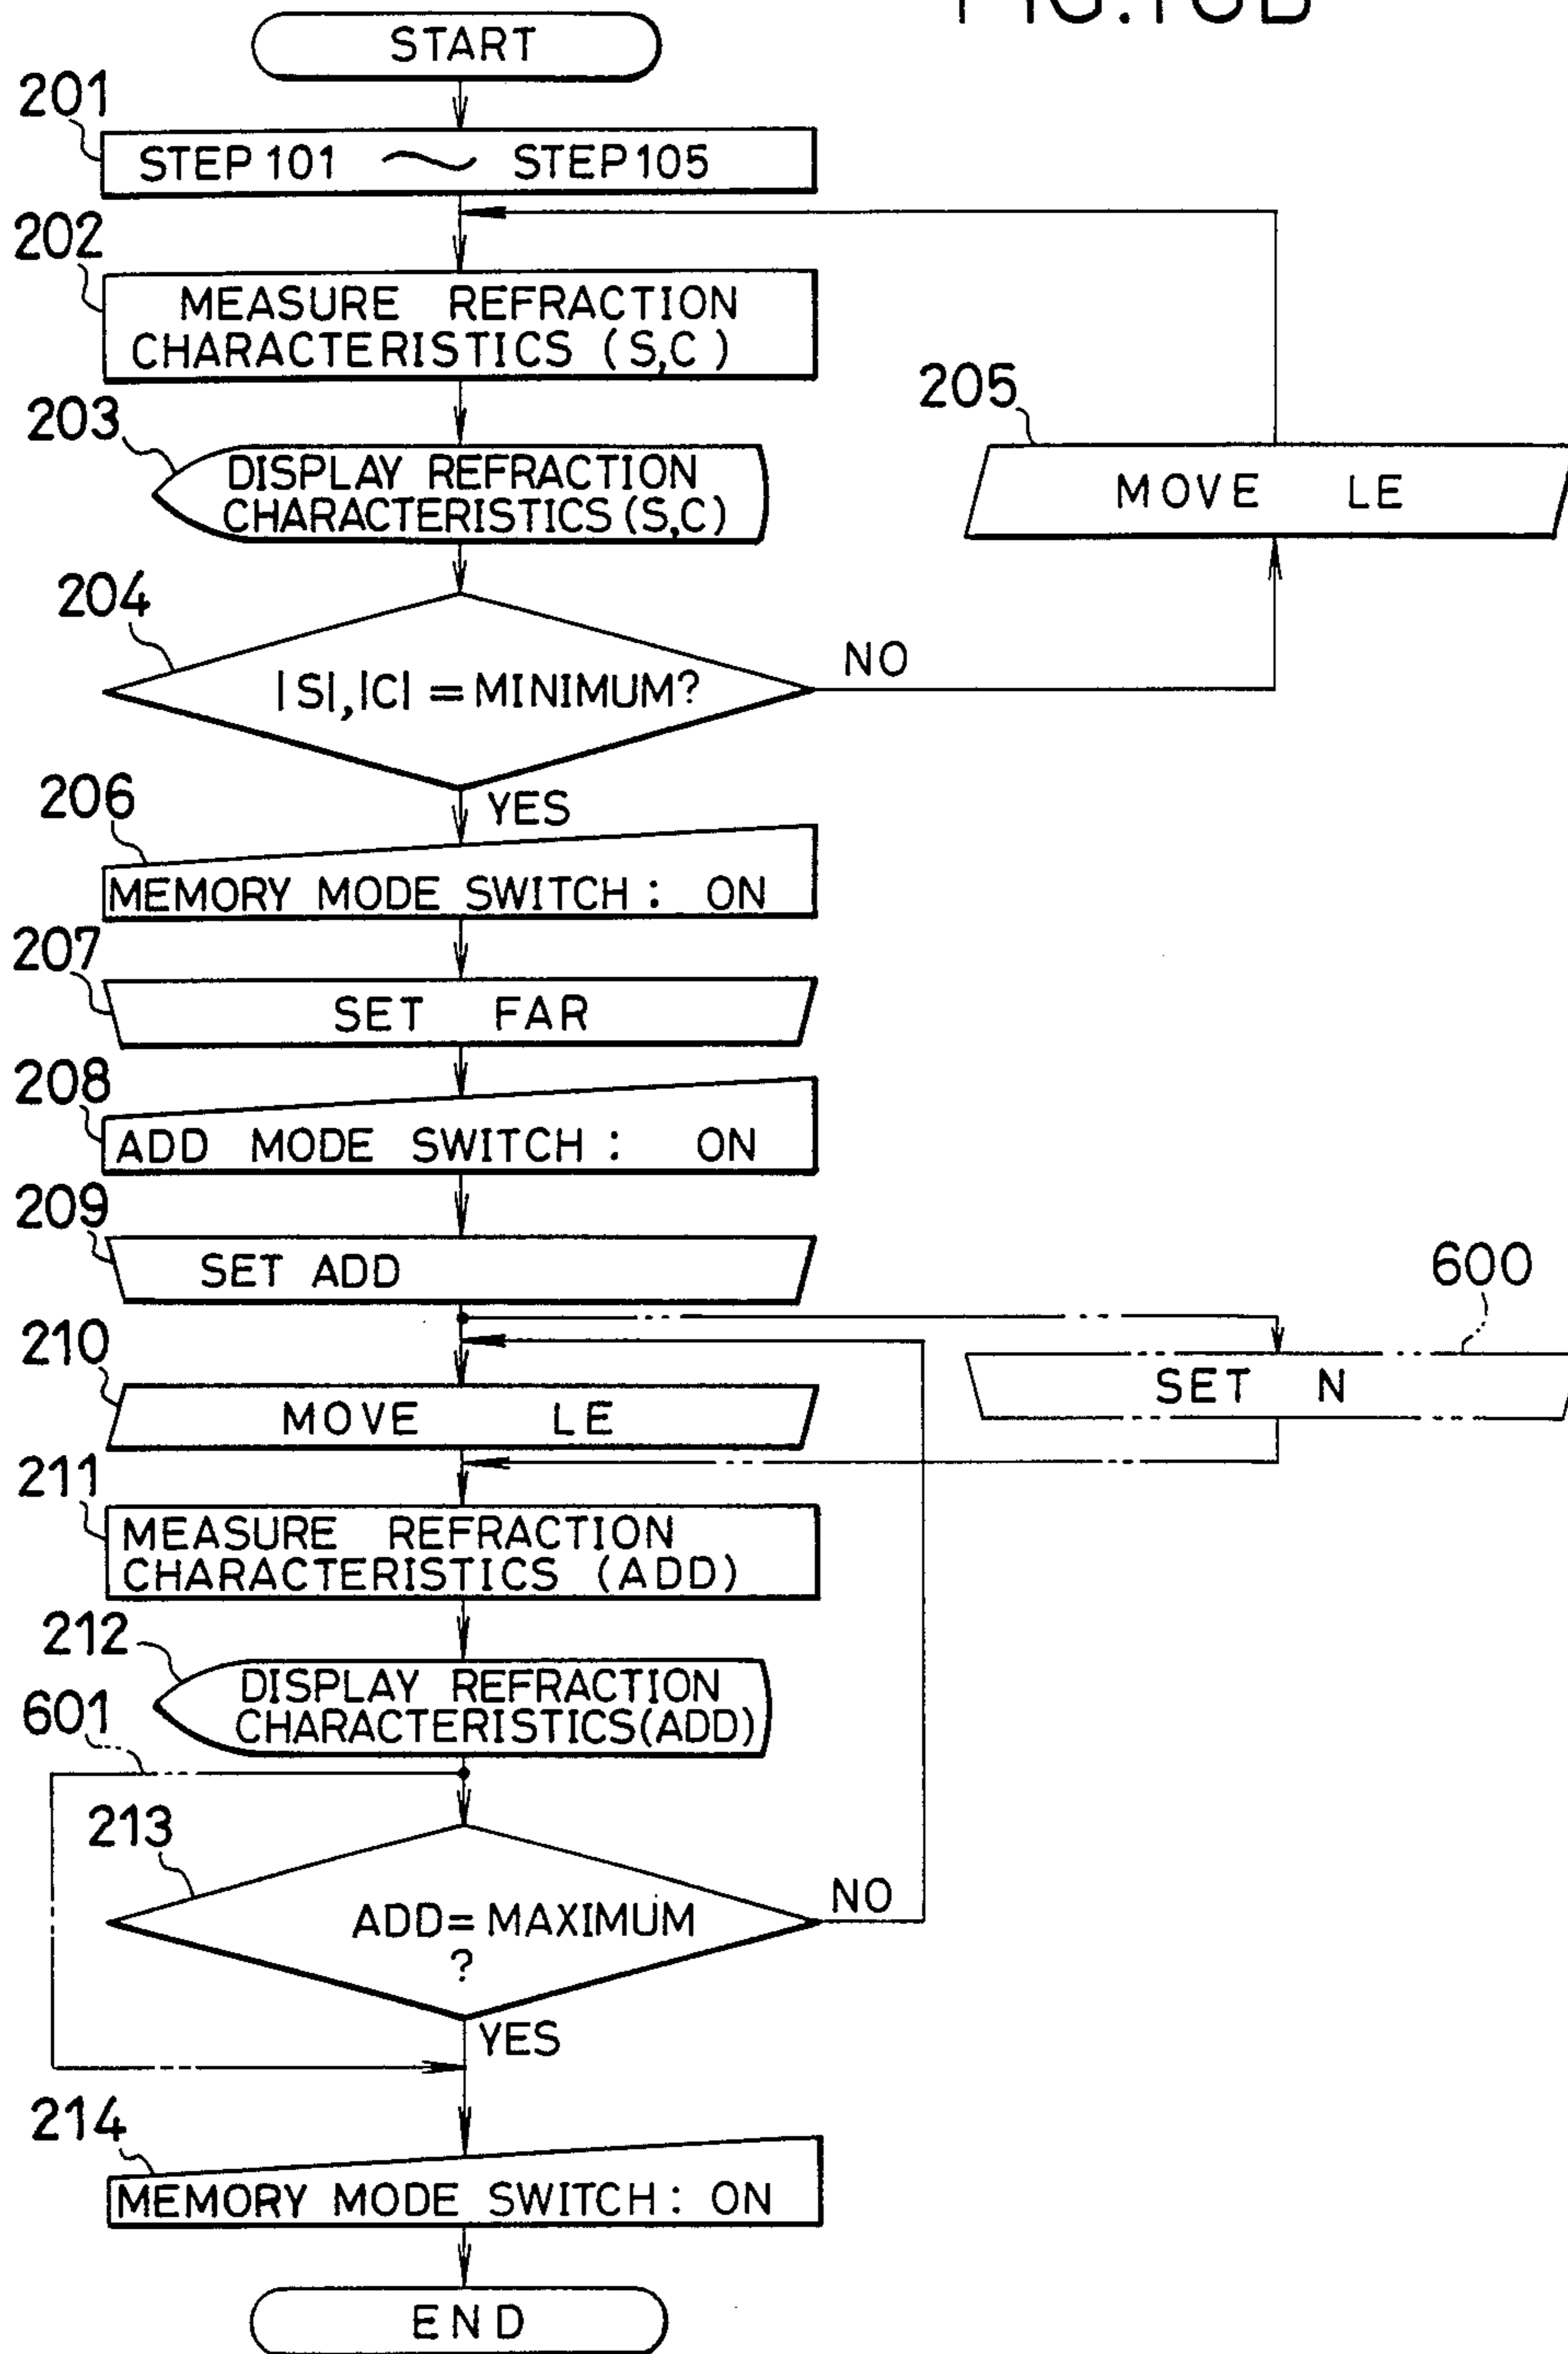 FIG.16B
START
201
STEP 101 ~ STEP 105
202
MEASURE REFRACTION
CHARACTERISTICS (S,C)
203
DISPLAY REFRACTION
CHARACTERISTICS (S,C)
205
MOVE LE
204
|S|,|C| = MINIMUM?
NO
YES
206
MEMORY MODE SWITCH : ON
207
SET FAR
208
ADD MODE SWITCH : ON
209
SET ADD
600
SET N
210
MOVE LE
211
MEASURE REFRACTION
CHARACTERISTICS (ADD)
212
DISPLAY REFRACTION
CHARACTERISTICS(ADD)
601
213
ADD=MAXIMUM
?
NO
YES
214
MEMORY MODE SWITCH : ON
END